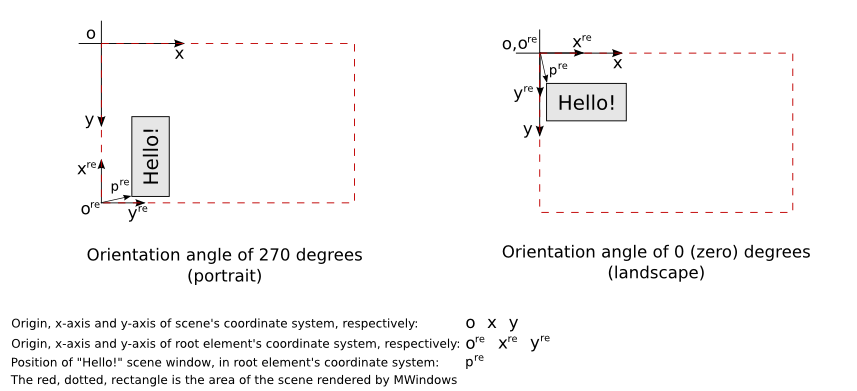 o
x
y
Hello!
x^re
p^re
o^re
y^re
Orientation angle of 270 degrees
(portrait)
o,o^re
x^re
x
p^re
y^re
Hello!
y
Orientation angle of 0 (zero) degrees
(landscape)
Origin, x-axis and y-axis of scene's coordinate system, respectively: o x y
Origin, x-axis and y-axis of root element's coordinate system, respectively: o^re x^re y^re
Position of "Hello!" scene window, in root element's coordinate system: p^re
The red, dotted, rectangle is the area of the scene rendered by MWindows